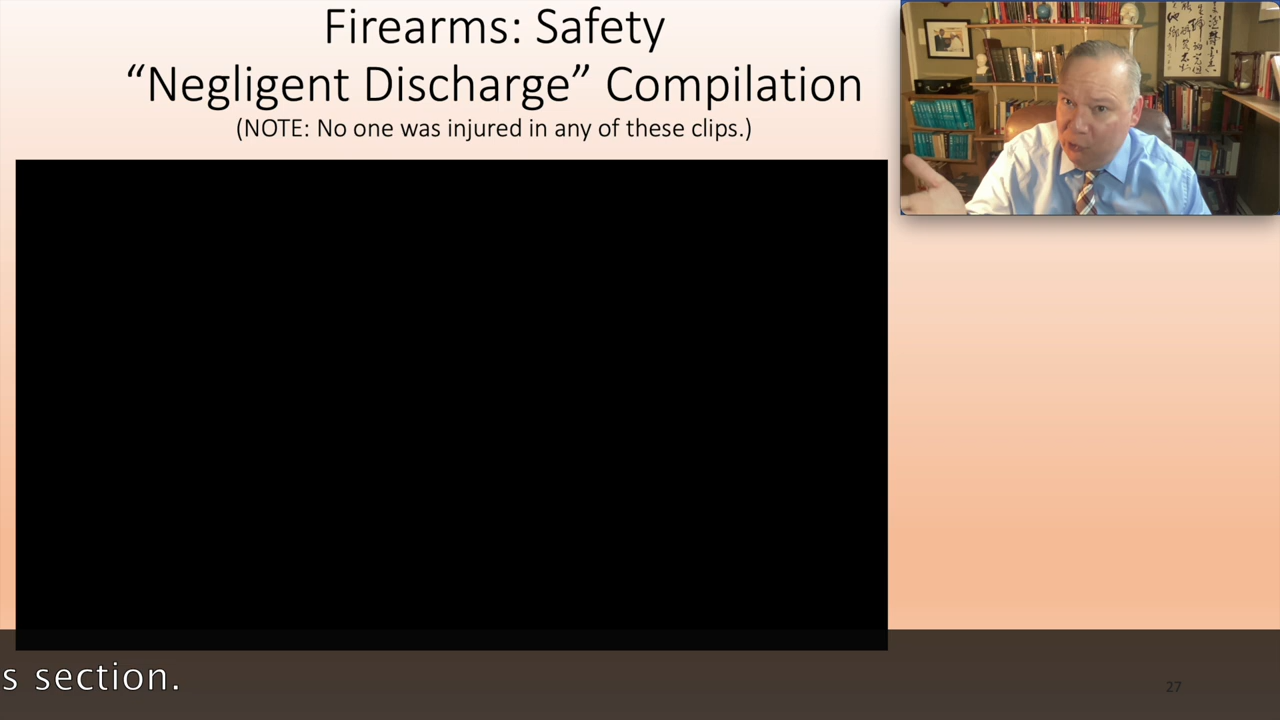 Firearms: Safety
“Negligent Discharge” Compilation
(NOTE: No one was injured in any of these clips.)
s section.
27